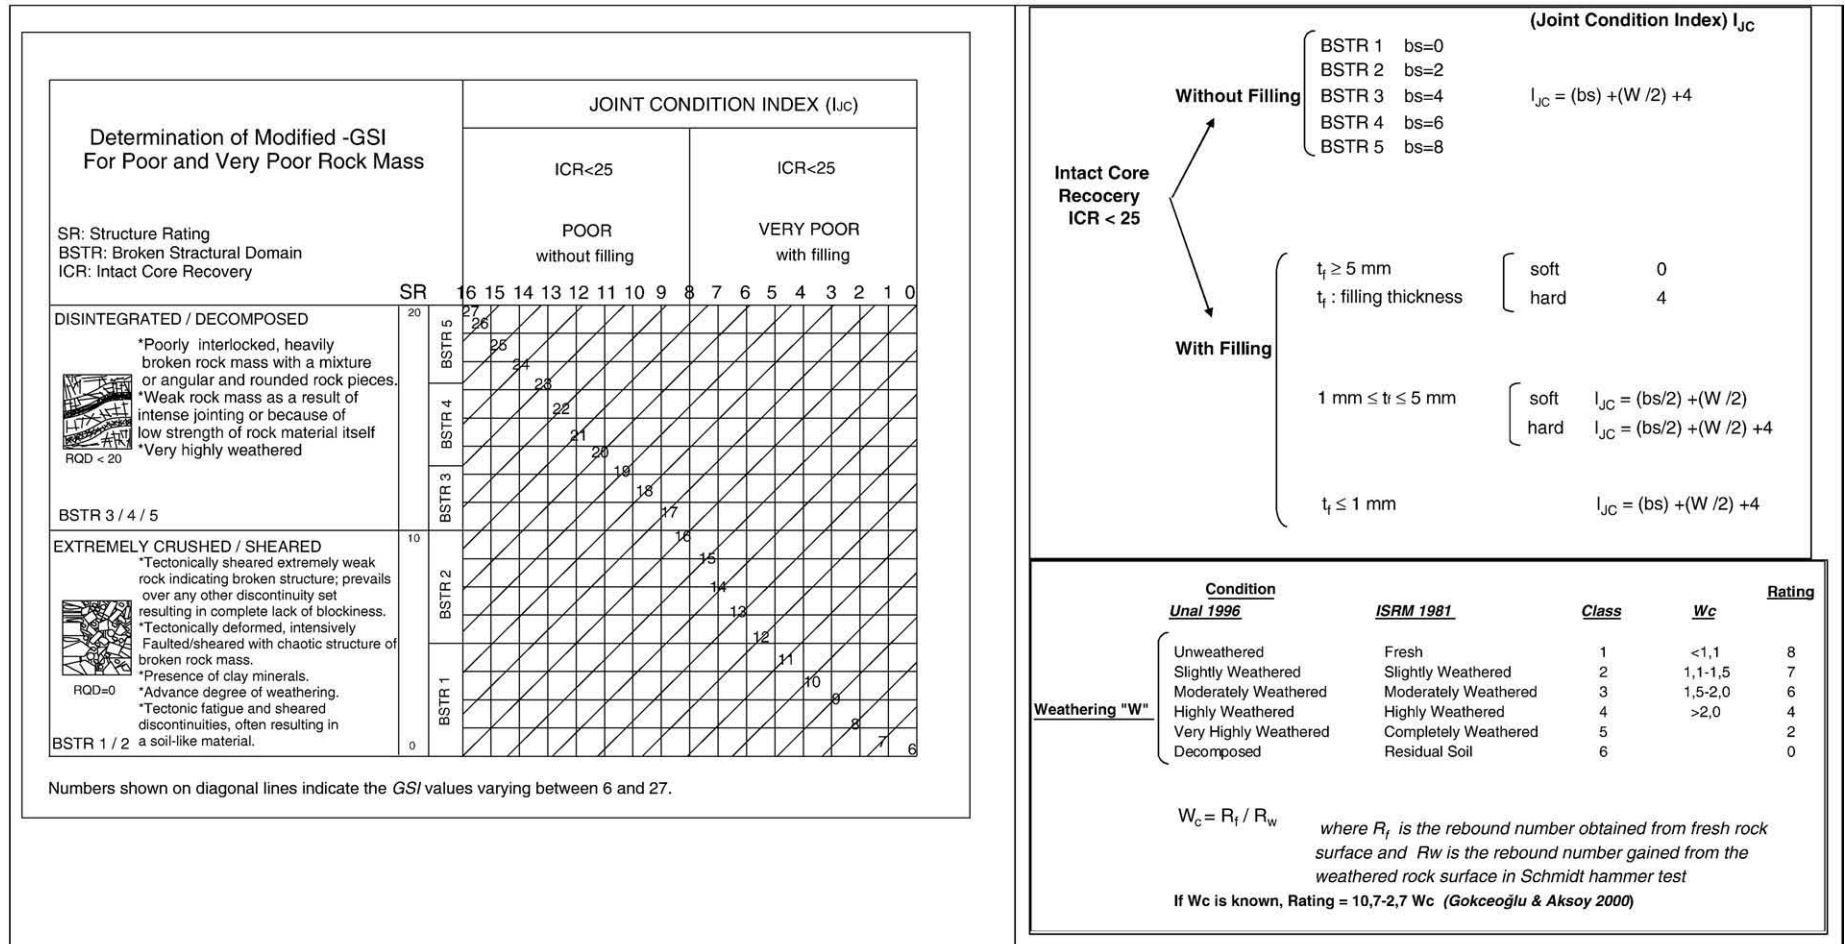 Determination of Modified -GSI
For Poor and Very Poor Rock Mass
SR: Structure Rating
BSTR: Broken Stractural Domain
ICR: Intact Core Recovery
JOINT CONDITION INDEX (IJC)
ICR<25
POOR
without filling
ICR<25
VERY POOR
with filling
SR
16 15 14 13 12 11 10 9 8 7 6 5 4 3 2 1 0
DISINTEGRATED / DECOMPOSED
*Poorly interlocked, heavily
broken rock mass with a mixture
or angular and rounded rock pieces.
*Weak rock mass as a result of
intense jointing or because of
low strength of rock material itself
*Very highly weathered
RQD < 20
BSTR 3 / 4 / 5
EXTREMELY CRUSHED / SHEARED
*Tectonically sheared extremely weak
rock indicating broken structure; prevails
over any other discontinuity set
resulting in complete lack of blockiness.
*Tectonically deformed, intensively
Faulted/sheared with chaotic structure of
broken rock mass.
*Presence of clay minerals.
*Advance degree of weathering.
*Tectonic fatigue and sheared
discontinuities, often resulting in
a soil-like material.
RQD=0
BSTR 1 / 2
20
10
0
BSTR 5
BSTR 4
BSTR 3
BSTR 2
BSTR 1
27
26
25
24
23
22
21
20
19
18
17
16
15
14
13
12
11
10
9
8
7
6
Numbers shown on diagonal lines indicate the GSI values varying between 6 and 27.
(Joint Condition Index) IJC
Intact Core
Recocery
ICR < 25
Without Filling
BSTR 1 bs=0
BSTR 2 bs=2
BSTR 3 bs=4
BSTR 4 bs=6
BSTR 5 bs=8
IJC = (bs) +(W /2) +4
With Filling
tf ≥ 5 mm
tf : filling thickness
soft 0
hard 4
1 mm ≤ tf ≤ 5 mm
soft IJC = (bs/2) +(W /2)
hard IJC = (bs/2) +(W /2) +4
tf ≤ 1 mm IJC = (bs) +(W /2) +4
Condition
Unal 1996 ISRM 1981 Class Wc Rating
Weathering "W"
Unweathered Fresh 1 <1,1 8
Slightly Weathered Slightly Weathered 2 1,1-1,5 7
Moderately Weathered Moderately Weathered 3 1,5-2,0 6
Highly Weathered Highly Weathered 4 >2,0 4
Very Highly Weathered Completely Weathered 5 2
Decomposed Residual Soil 6 0
Wc = Rf / Rw
where Rf is the rebound number obtained from fresh rock
surface and Rw is the rebound number gained from the
weathered rock surface in Schmidt hammer test
If Wc is known, Rating = 10,7-2,7 Wc (Gokceoğlu & Aksoy 2000)